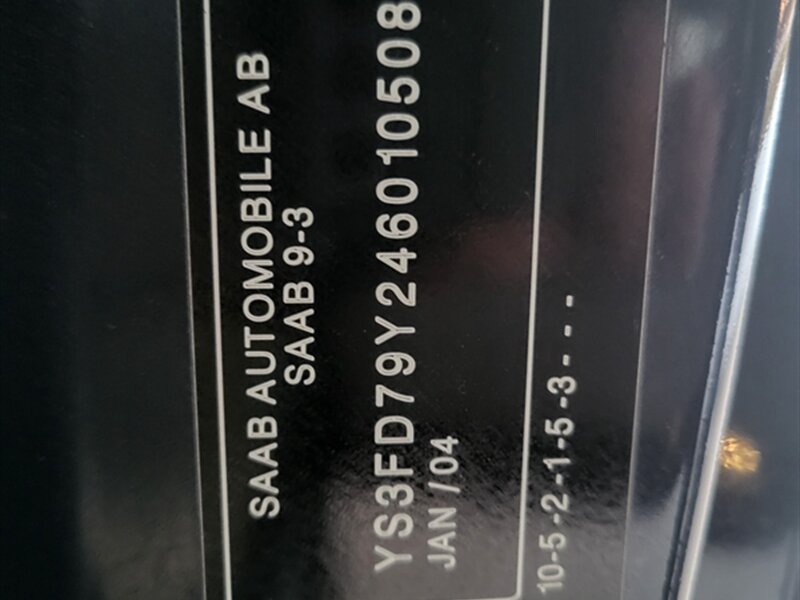 SAAB AUTOMOBILE AB
SAAB 9-3
YS3FD79Y246010508
JAN / 04
10-5-2-1-5-3- - -